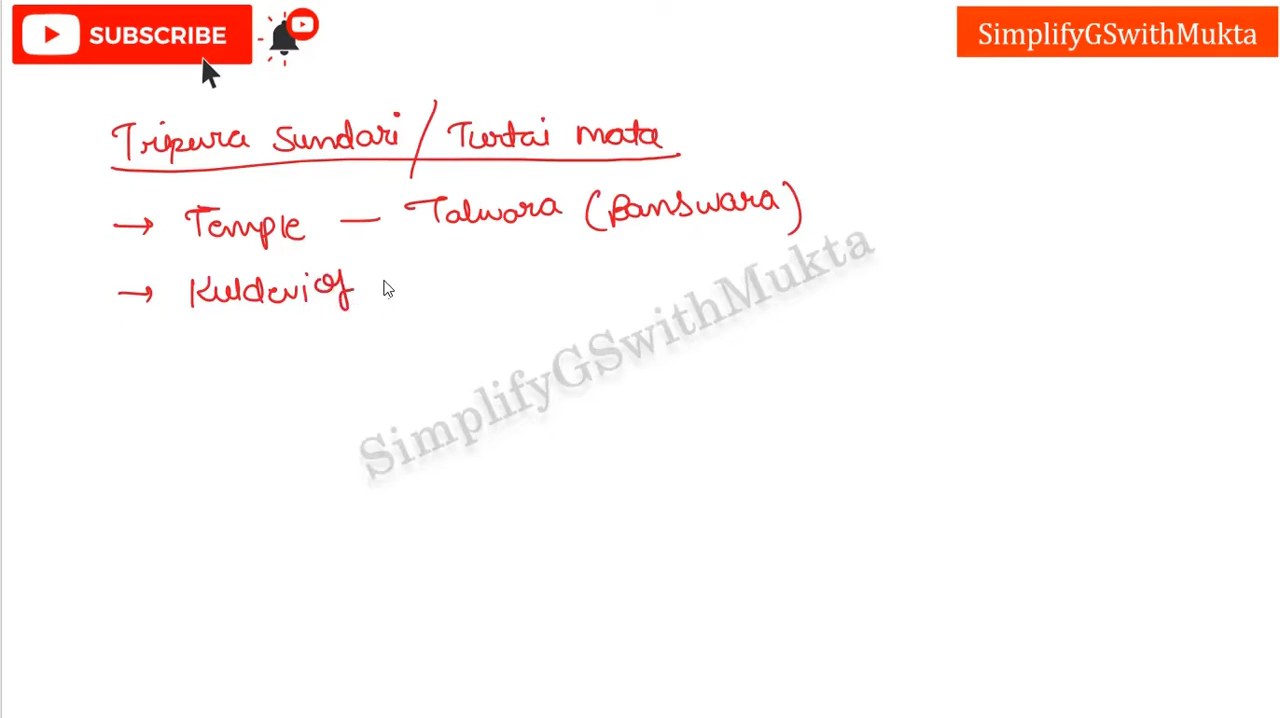 SUBSCRIBE
SimplifyGSwithMukta
Tripura Sundari / Turtai mata
→ Temple — Talwara (Banswara)
→ Kuldevi of
SimplifyGSwithMukta